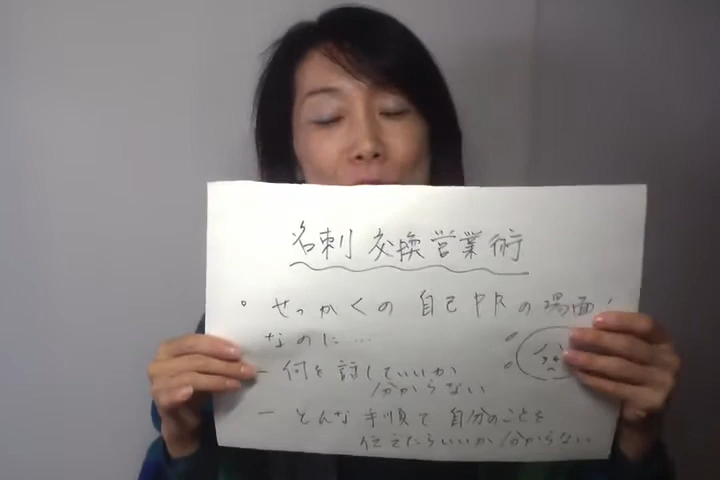 名刺交換営業術
。せっかくの 自己PRの場面!
なのに…
ー 何を話していいか
分からない
ー どんな手順で 自分のことを
伝えたらいいか分からない